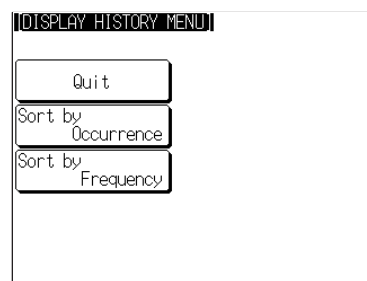 [DISPLAY HISTORY MENU]
Quit
Sort by
Occurrence
Sort by
Frequency